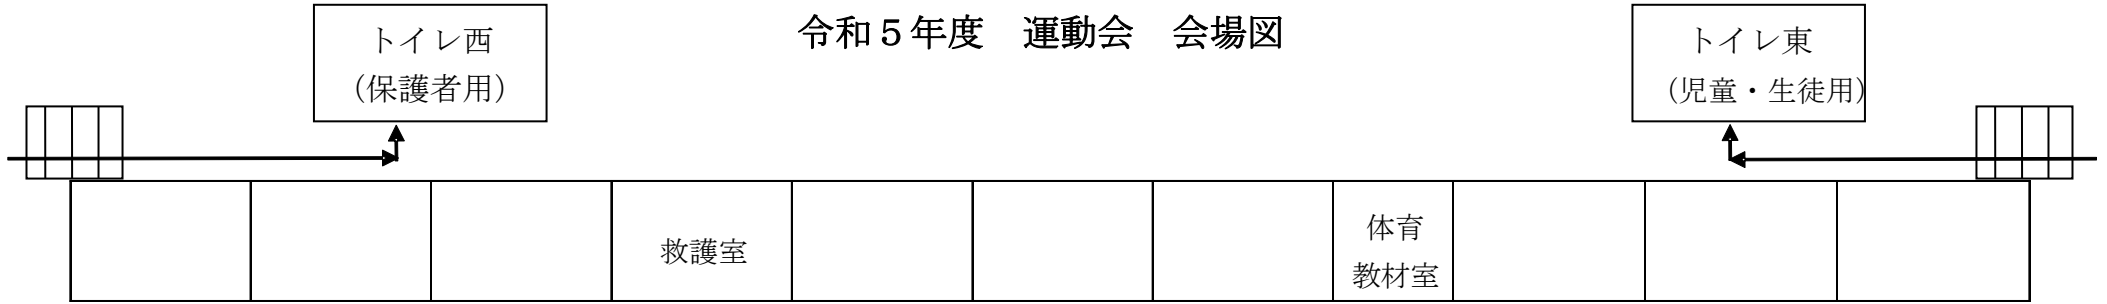 令和５年度　運動会　会場図
トイレ西
（保護者用）
トイレ東
（児童・生徒用）
救護室
体育
教材室